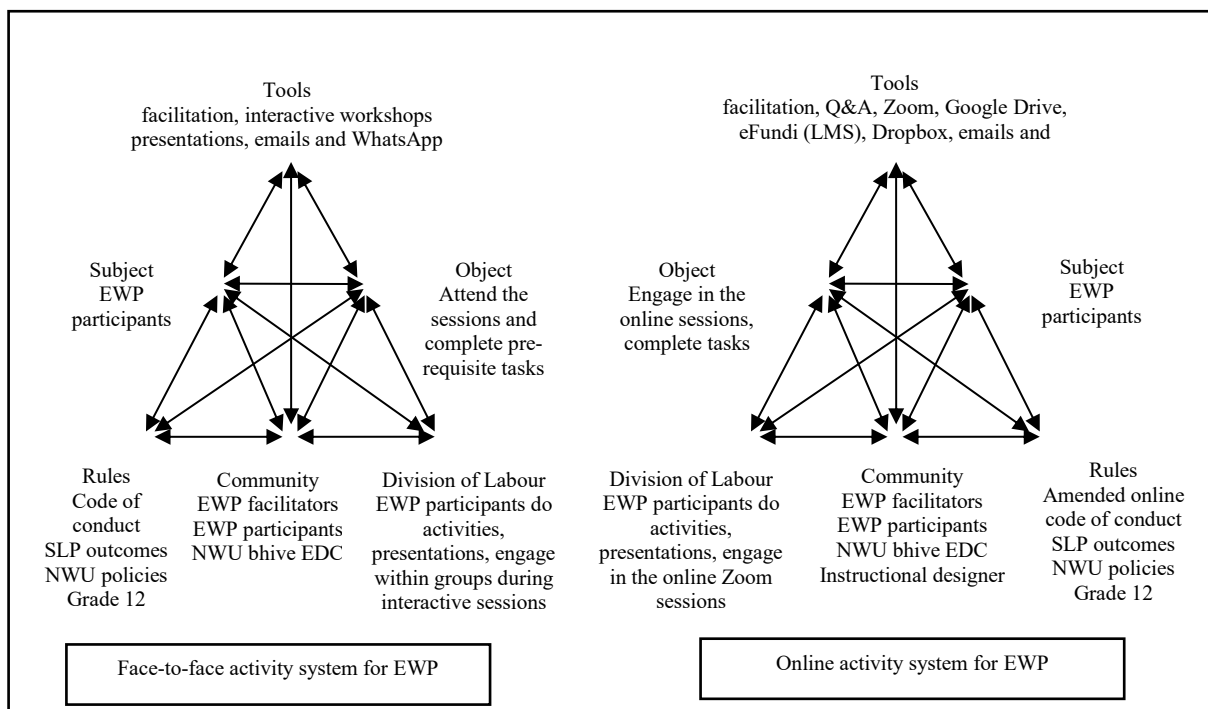 Tools
facilitation, interactive workshops
presentations, emails and WhatsApp
Subject
EWP
participants
Object
Attend the
sessions and
complete pre-
requisite tasks
Rules
Code of
conduct
SLP outcomes
NWU policies
Grade 12
Community
EWP facilitators
EWP participants
NWU bhive EDC
Division of Labour
EWP participants do
activities,
presentations, engage
within groups during
interactive sessions
Face-to-face activity system for EWP
Tools
facilitation, Q&A, Zoom, Google Drive,
eFundi (LMS), Dropbox, emails and
Object
Engage in the
online sessions,
complete tasks
Subject
EWP
participants
Division of Labour
EWP participants do
activities,
presentations, engage
in the online Zoom
sessions
Community
EWP facilitators
EWP participants
NWU bhive EDC
Instructional designer
Rules
Amended online
code of conduct
SLP outcomes
NWU policies
Grade 12
Online activity system for EWP